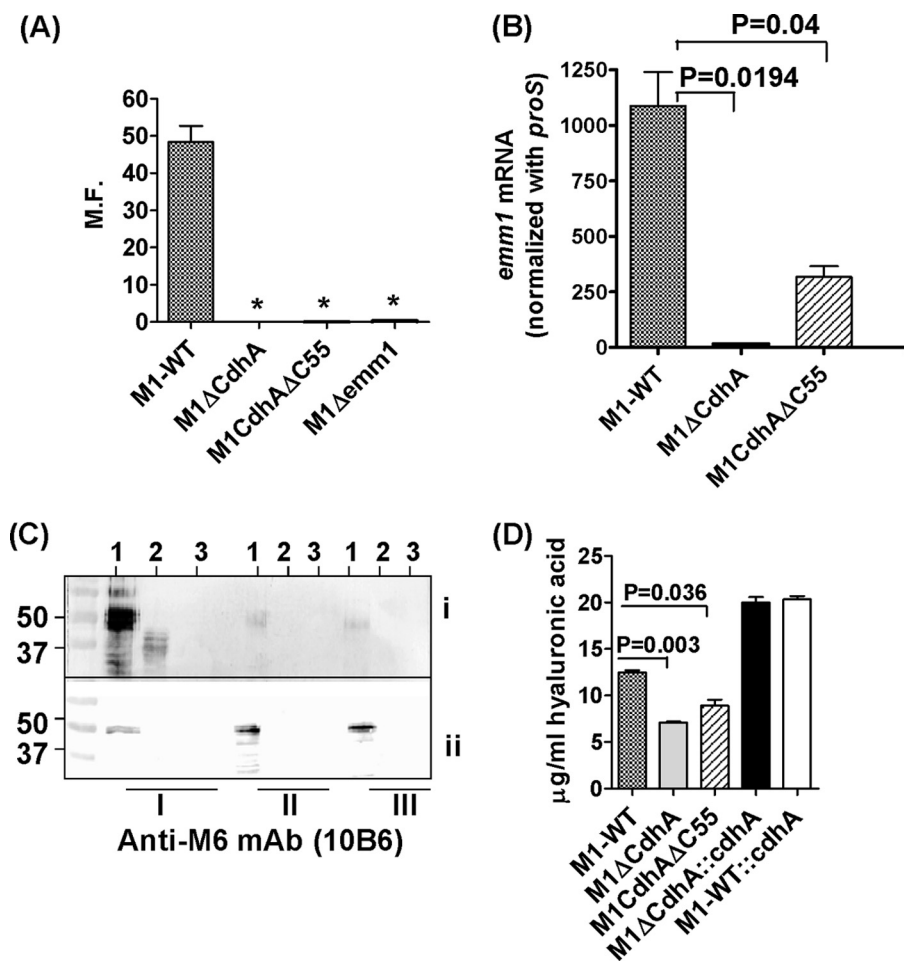 (A)
60
50
40
30
20
10
0
M.F.
* * *
M1-WT
M1ΔCdhA
M1CdhAΔC55
M1Δemm1
(B)
P=0.04
P=0.0194
1250
1000
750
500
250
0
emm1 mRNA
(normalized with proS)
M1-WT
M1ΔCdhA
M1CdhAΔC55
(C)
1 2 3 1 2 3 1 2 3
50
37
i
50
37
ii
I II III
Anti-M6 mAb (10B6)
(D)
25
20
15
10
5
0
µg/ml hyaluronic acid
P=0.036
P=0.003
M1-WT
M1ΔCdhA
M1CdhAΔC55
M1ΔCdhA::cdhA
M1-WT::cdhA